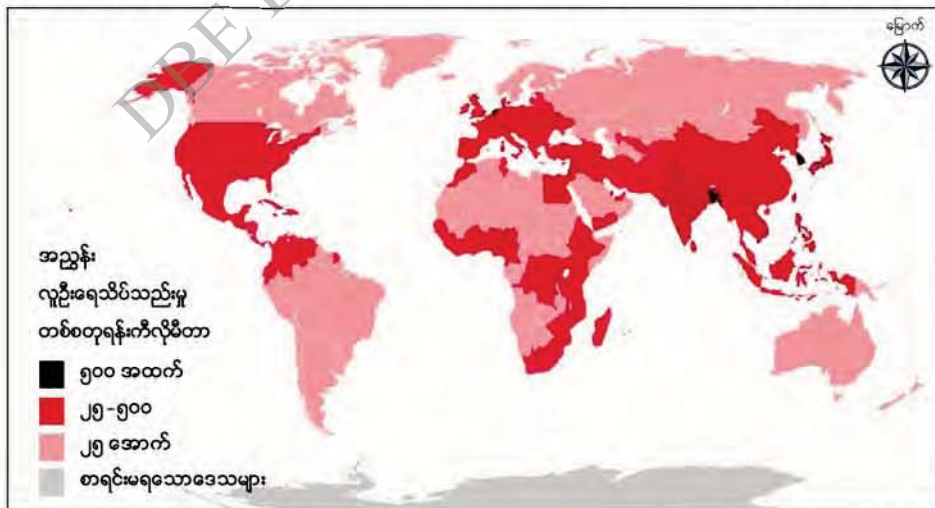 DBE
မြောက်
အညွှန်း
လူဦးရေသိပ်သည်းမှု
တစ်စတုရန်းကီလိုမီတာ
၅၀၀ အထက်
၂၅-၅၀၀
၂၅ အောက်
စာရင်းမရသောဒေသများ